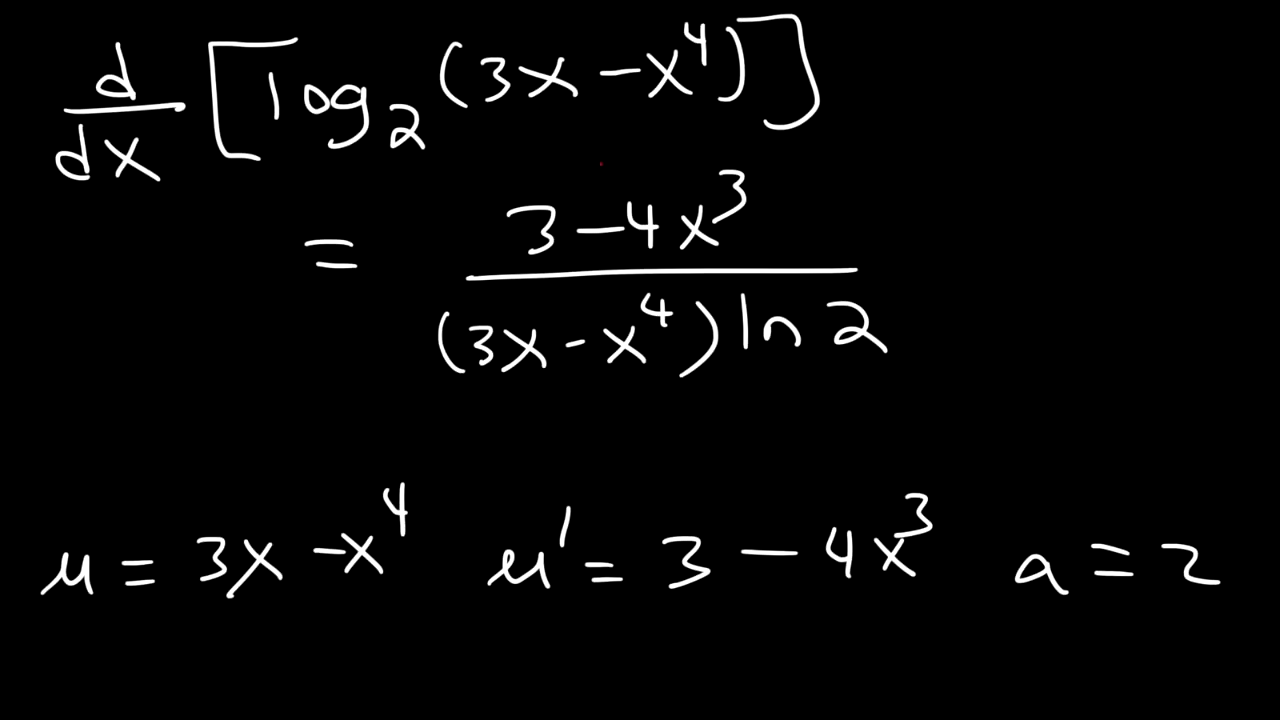 d/dx [log₂ (3x − x⁴)]
= (3 − 4x³) / ((3x − x⁴) ln 2)
u = 3x − x⁴   u' = 3 − 4x³   a = 2